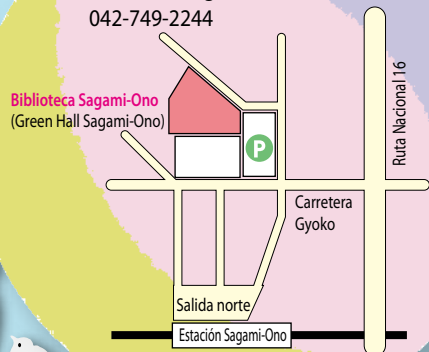 042-749-2244
Biblioteca Sagami-Ono
(Green Hall Sagami-Ono)
P
Ruta Nacional 16
Carretera
Gyoko
Salida norte
Estación Sagami-Ono